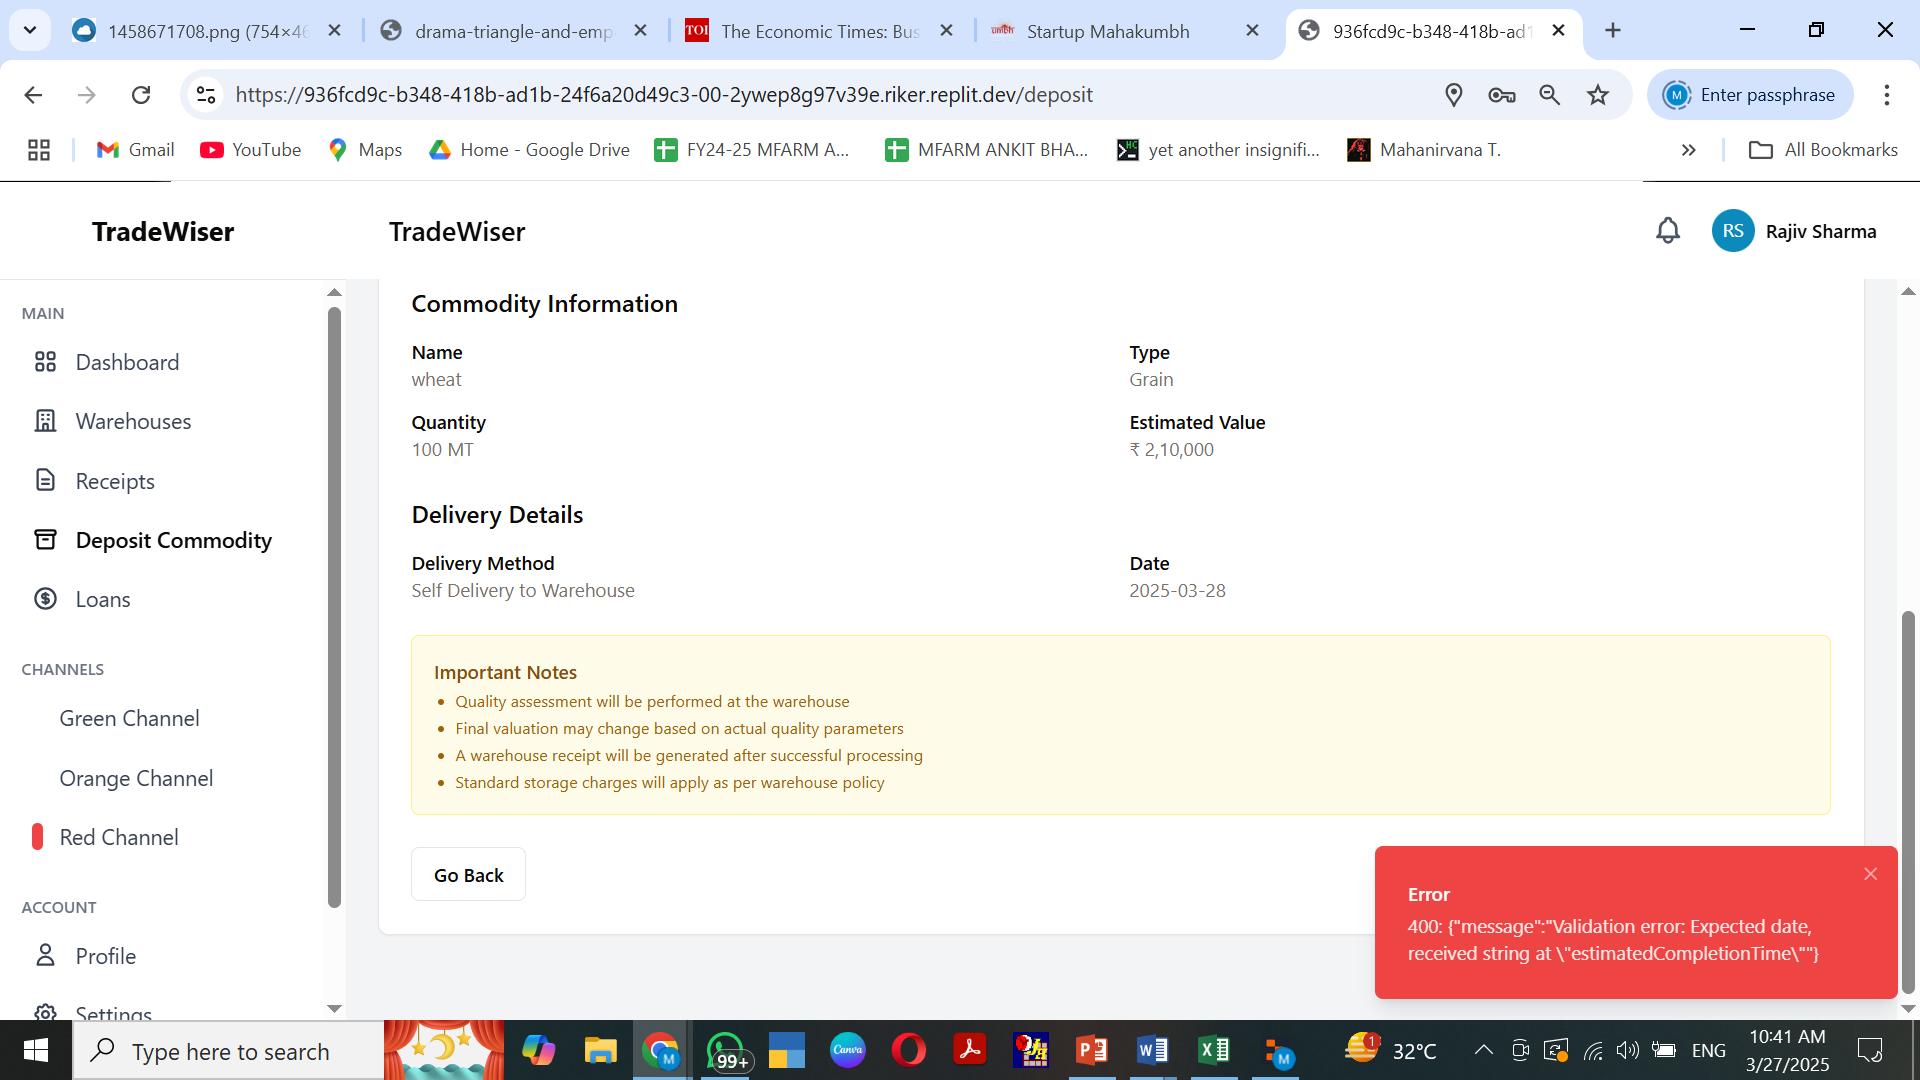 1458671708.png (754×46
drama-triangle-and-emp
TOI
The Economic Times: Bus
Startup Mahakumbh
936fcd9c-b348-418b-ad1
https://936fcd9c-b348-418b-ad1b-24f6a20d49c3-00-2ywep8g97v39e.riker.replit.dev/deposit
M
Enter passphrase
Gmail
YouTube
Maps
Home - Google Drive
FY24-25 MFARM A...
MFARM ANKIT BHA...
yet another insignifi...
Mahanirvana T.
All Bookmarks
TradeWiser
TradeWiser
RS
Rajiv Sharma
MAIN
Dashboard
Warehouses
Receipts
Deposit Commodity
Loans
CHANNELS
Green Channel
Orange Channel
Red Channel
ACCOUNT
Profile
Settings
Commodity Information
Name
wheat
Type
Grain
Quantity
100 MT
Estimated Value
₹ 2,10,000
Delivery Details
Delivery Method
Self Delivery to Warehouse
Date
2025-03-28
Important Notes
• Quality assessment will be performed at the warehouse
• Final valuation may change based on actual quality parameters
• A warehouse receipt will be generated after successful processing
• Standard storage charges will apply as per warehouse policy
Go Back
Error
400: {"message":"Validation error: Expected date,
received string at \"estimatedCompletionTime\""}
Type here to search
M
99+
Canva
M
1
32°C
ENG
10:41 AM
3/27/2025